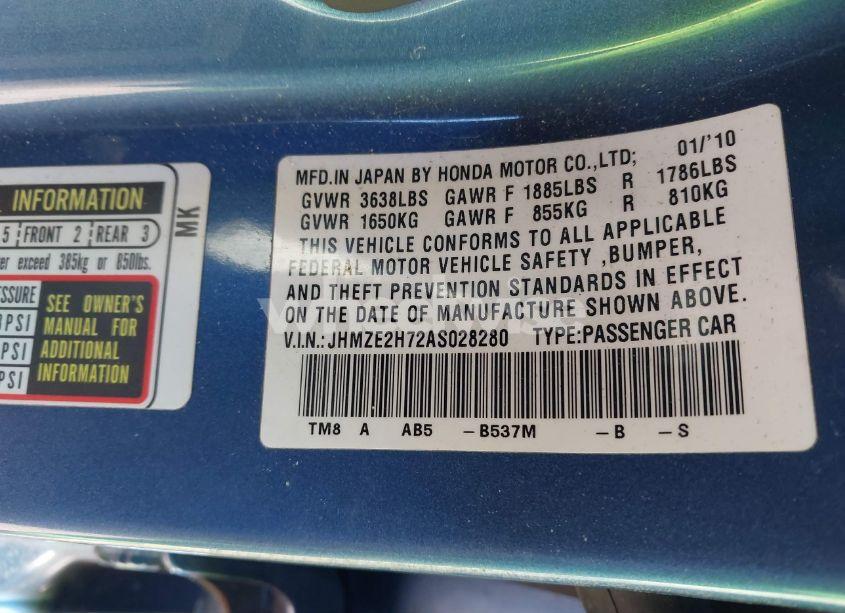 INFORMATION
5 FRONT 2 REAR 3
exceed 385kg or 850lbs.
SEE OWNER'S
MANUAL FOR
ADDITIONAL
INFORMATION
PSI
PSI
PSI
MK
MFD.IN JAPAN BY HONDA MOTOR CO.,LTD; 01/'10
GVWR 3638LBS GAWR F 1885LBS R 1786LBS
GVWR 1650KG GAWR F 855KG R 810KG
THIS VEHICLE CONFORMS TO ALL APPLICABLE
FEDERAL MOTOR VEHICLE SAFETY ,BUMPER,
AND THEFT PREVENTION STANDARDS IN EFFECT
ON THE DATE OF MANUFACTURE SHOWN ABOVE.
V.I.N.:JHMZE2H72AS028280 TYPE:PASSENGER CAR
TM8 A AB5 -B537M -B -S